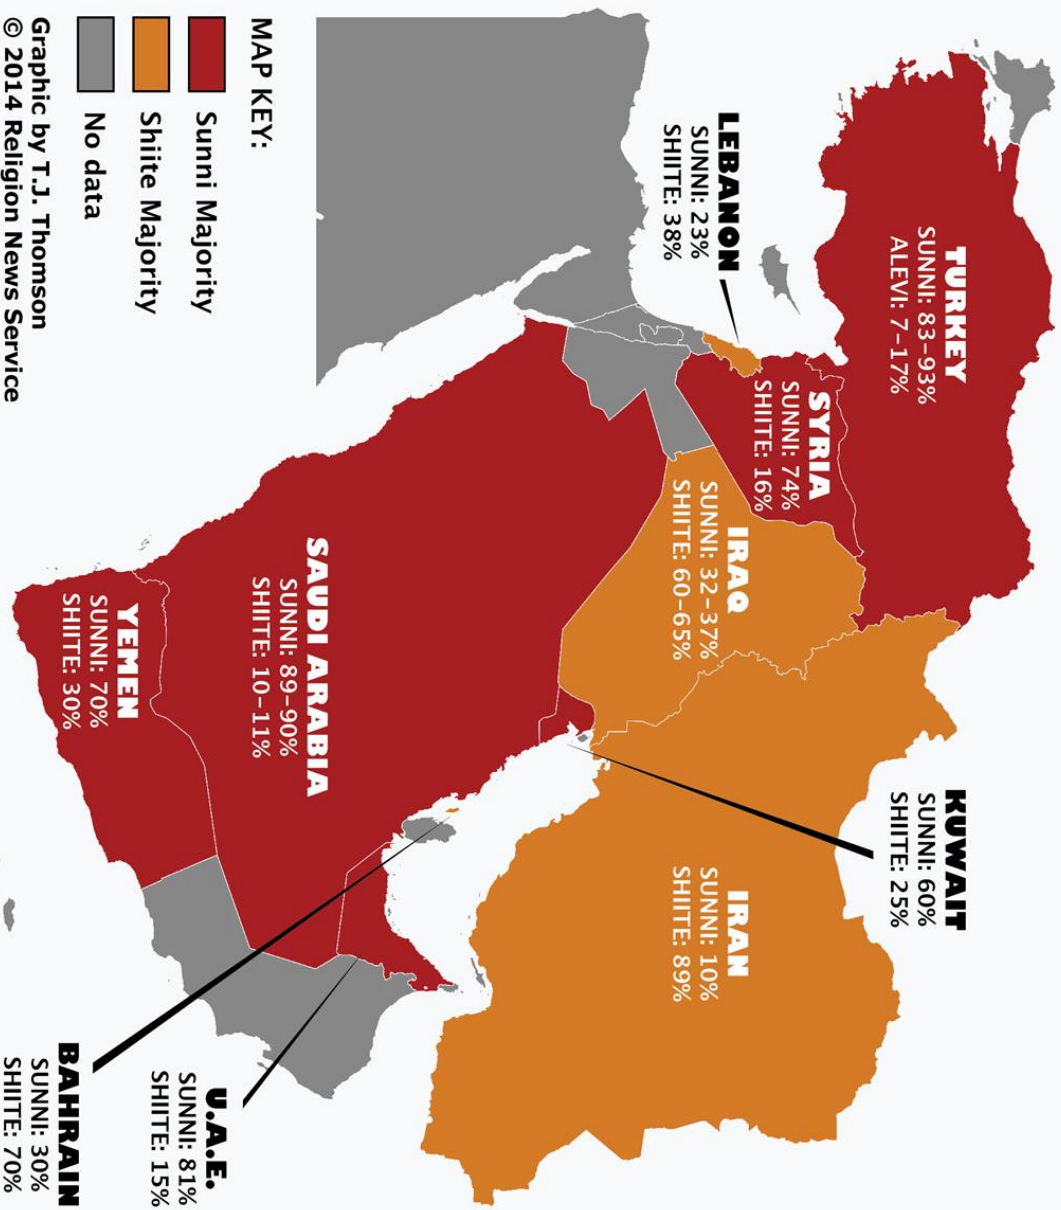 TURKEY
SUNNI: 83–93%
ALEVI: 7–17%
KUWAIT
SUNNI: 60%
SHIITE: 25%
SYRIA
SUNNI: 74%
SHIITE: 16%
LEBANON
SUNNI: 23%
SHIITE: 38%
IRAQ
SUNNI: 32–37%
SHIITE: 60–65%
IRAN
SUNNI: 10%
SHIITE: 89%
SAUDI ARABIA
SUNNI: 89–90%
SHIITE: 10–11%
MAP KEY:
Sunni Majority
Shiite Majority
No data
U.A.E.
SUNNI: 81%
SHIITE: 15%
YEMEN
SUNNI: 70%
SHIITE: 30%
BAHRAIN
SUNNI: 30%
SHIITE: 70%
Graphic by T.J. Thomson
© 2014 Religion News Service